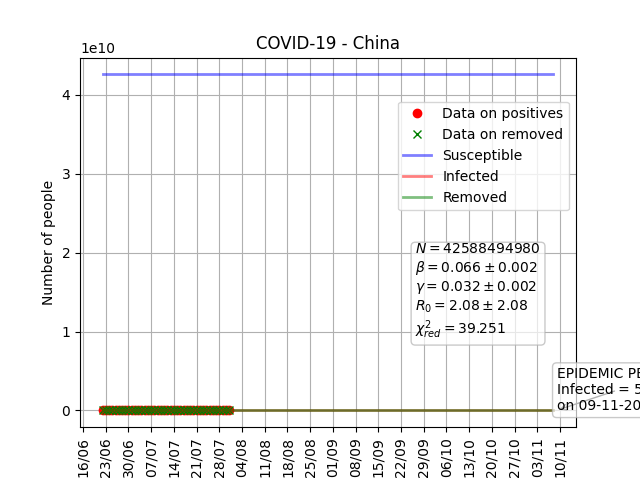 COVID-19 - China
1e10
Number of people
4
3
2
1
0
Data on positives
Data on removed
Susceptible
Infected
Removed
N = 42588494980
β = 0.066 ± 0.002
γ = 0.032 ± 0.002
R₀ = 2.08 ± 2.08
χ²red = 39.251
EPIDEMIC PE
Infected = 5
on 09-11-20
16/06
23/06
30/06
07/07
14/07
21/07
28/07
04/08
11/08
18/08
25/08
01/09
08/09
15/09
22/09
29/09
06/10
13/10
20/10
27/10
03/11
10/11